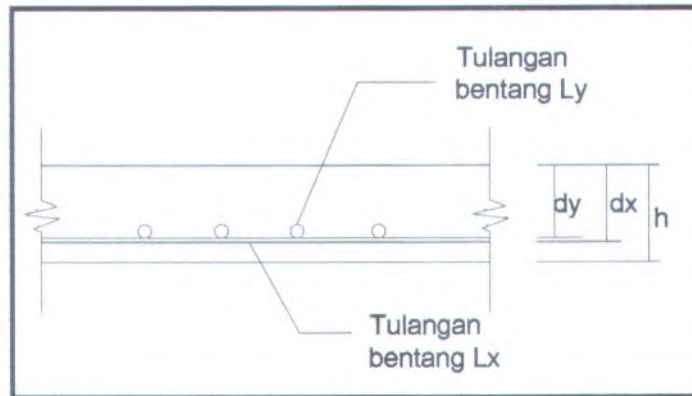 Tulangan
bentang Ly
dy
dx
h
Tulangan
bentang Lx